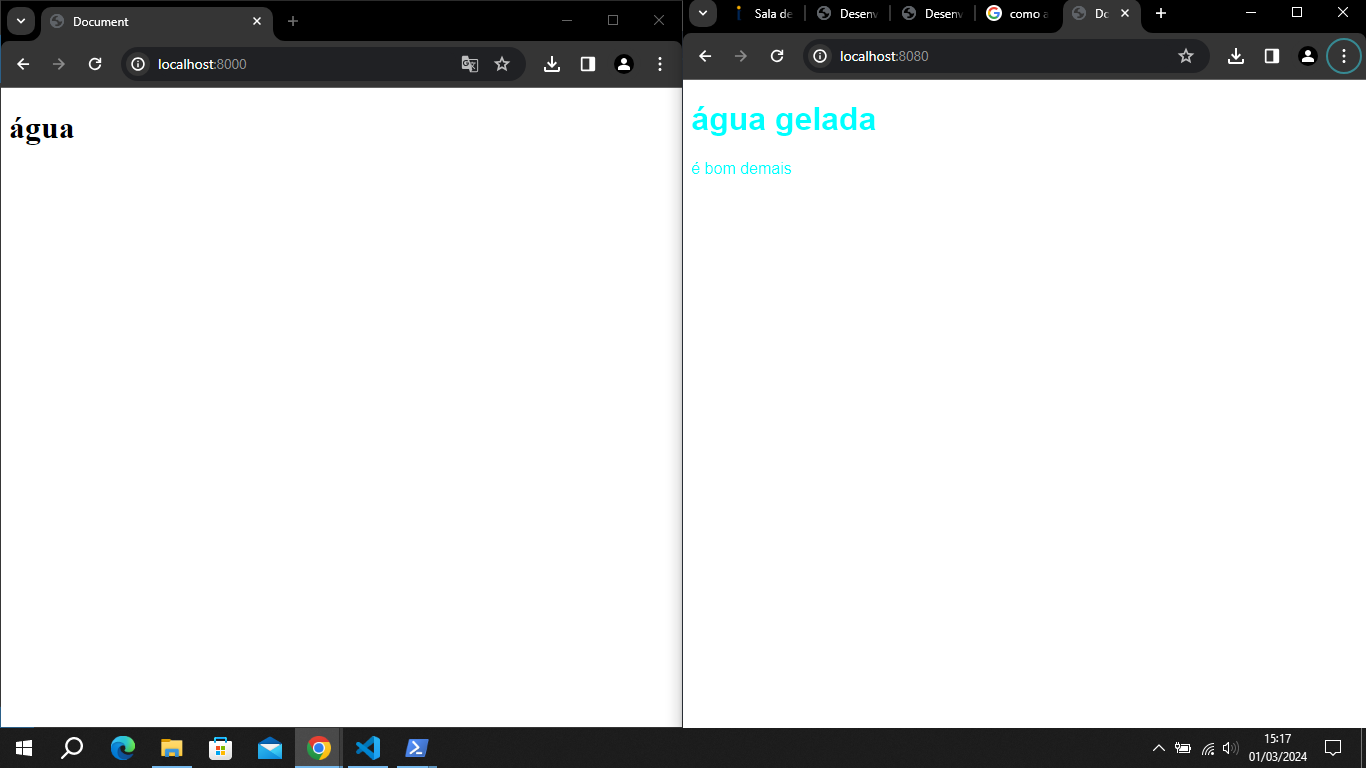 Document
localhost:8000
água
Sala de
Desenv
Desenv
como a
Do
localhost:8080
água gelada
é bom demais
15:17
01/03/2024